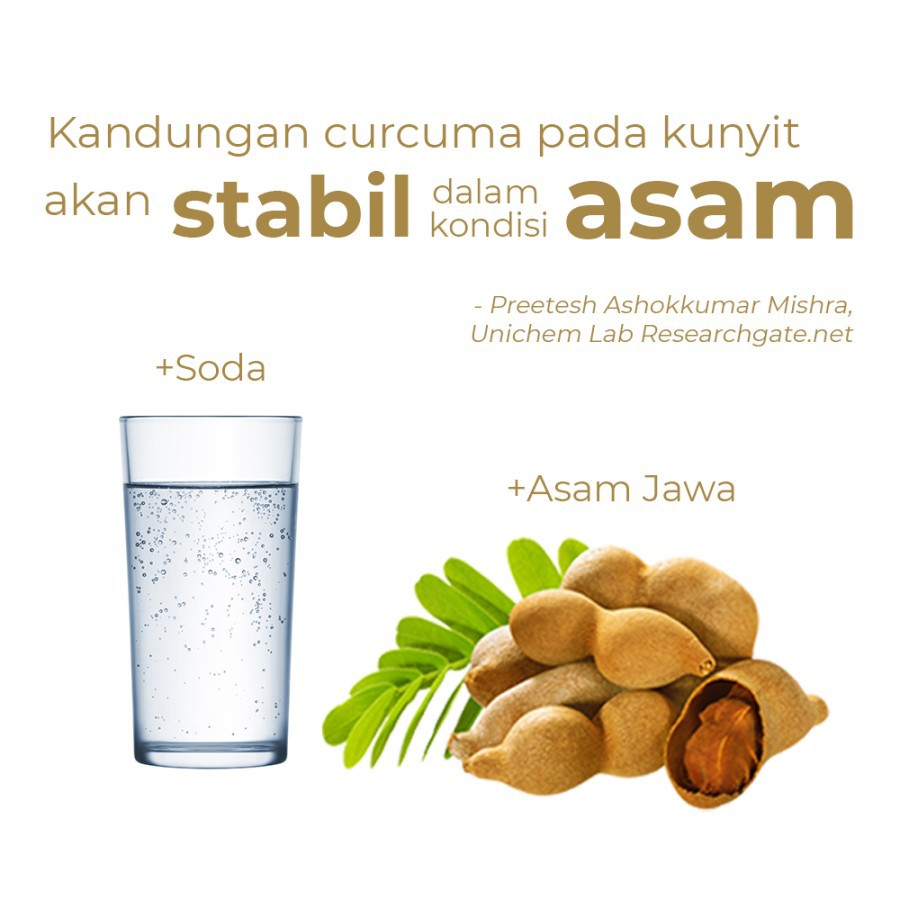 Kandungan curcuma pada kunyit
akan stabil dalam kondisi asam
- Preetesh Ashokkumar Mishra,
Unichem Lab Researchgate.net
+Soda
+Asam Jawa